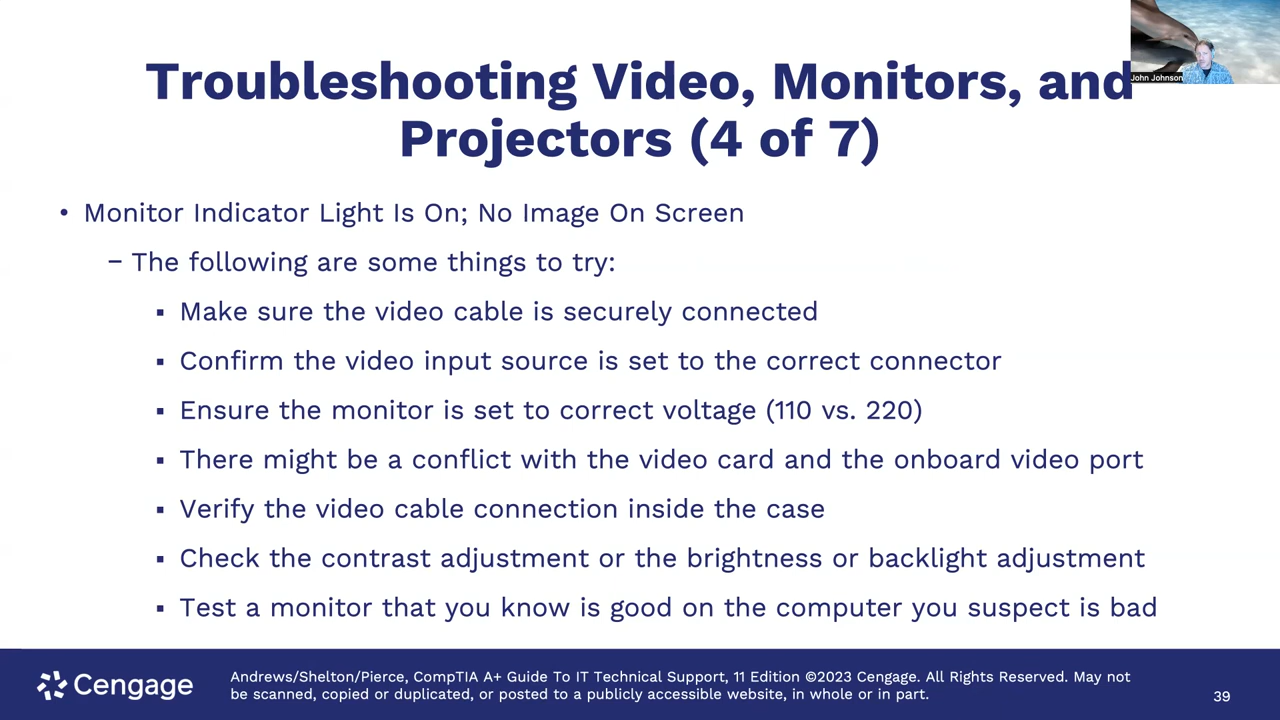 John Johnson
Troubleshooting Video, Monitors, and
Projectors (4 of 7)
• Monitor Indicator Light Is On; No Image On Screen
– The following are some things to try:
▪ Make sure the video cable is securely connected
▪ Confirm the video input source is set to the correct connector
▪ Ensure the monitor is set to correct voltage (110 vs. 220)
▪ There might be a conflict with the video card and the onboard video port
▪ Verify the video cable connection inside the case
▪ Check the contrast adjustment or the brightness or backlight adjustment
▪ Test a monitor that you know is good on the computer you suspect is bad
Cengage
Andrews/Shelton/Pierce, CompTIA A+ Guide To IT Technical Support, 11 Edition ©2023 Cengage. All Rights Reserved. May not
be scanned, copied or duplicated, or posted to a publicly accessible website, in whole or in part.
39